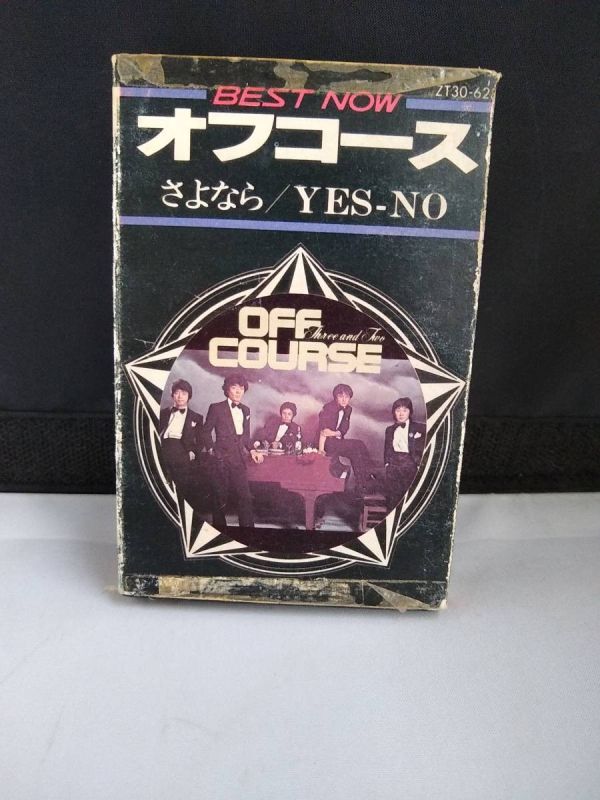 BEST NOW
ZT30-62
オフコース
さよなら/YES-NO
OFF
Three and Two
COURSE